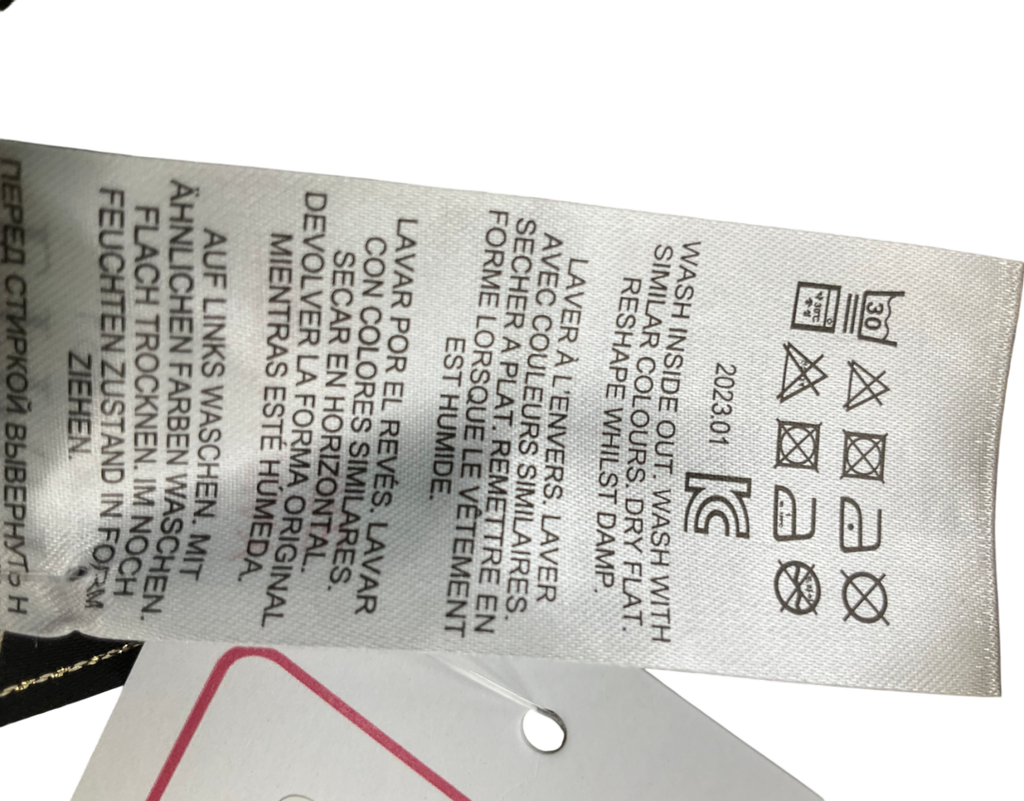 30
30℃
2023.01
WASH INSIDE OUT. WASH WITH
SIMILAR COLOURS. DRY FLAT.
RESHAPE WHILST DAMP.
LAVER À L'ENVERS. LAVER
AVEC COULEURS SIMILAIRES.
SECHER A PLAT. REMETTRE EN
FORME LORSQUE LE VÊTEMENT
EST HUMIDE.
LAVAR POR EL REVÉS. LAVAR
CON COLORES SIMILARES.
SECAR EN HORIZONTAL.
DEVOLVER LA FORMA ORIGINAL
MIENTRAS ESTÉ HÚMEDA.
AUF LINKS WASCHEN. MIT
ÄHNLICHEN FARBEN WASCHEN.
FLACH TROCKNEN. IM NOCH
FEUCHTEN ZUSTAND IN FORM
ZIEHEN.
ПЕРЕД СТИРКОЙ ВЫВЕРНУТЬ Н